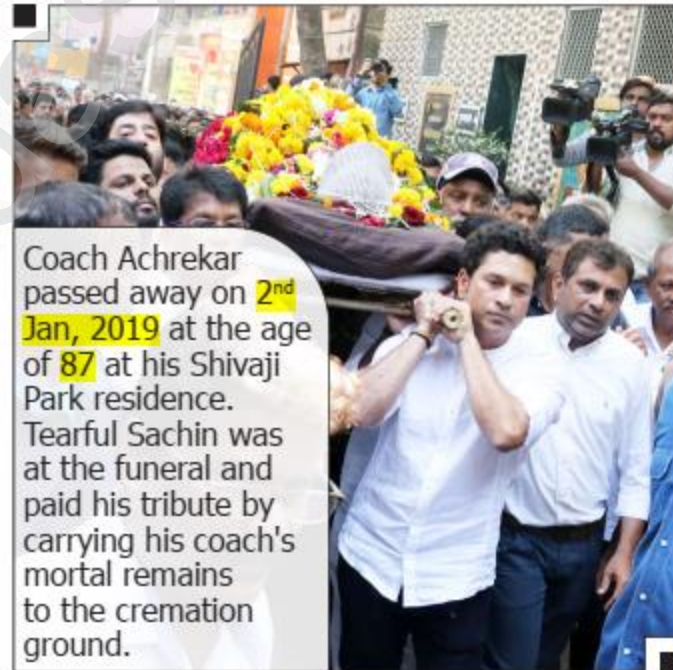 Coach Achrekar
passed away on 2nd
Jan, 2019 at the age
of 87 at his Shivaji
Park residence.
Tearful Sachin was
at the funeral and
paid his tribute by
carrying his coach's
mortal remains
to the cremation
ground.